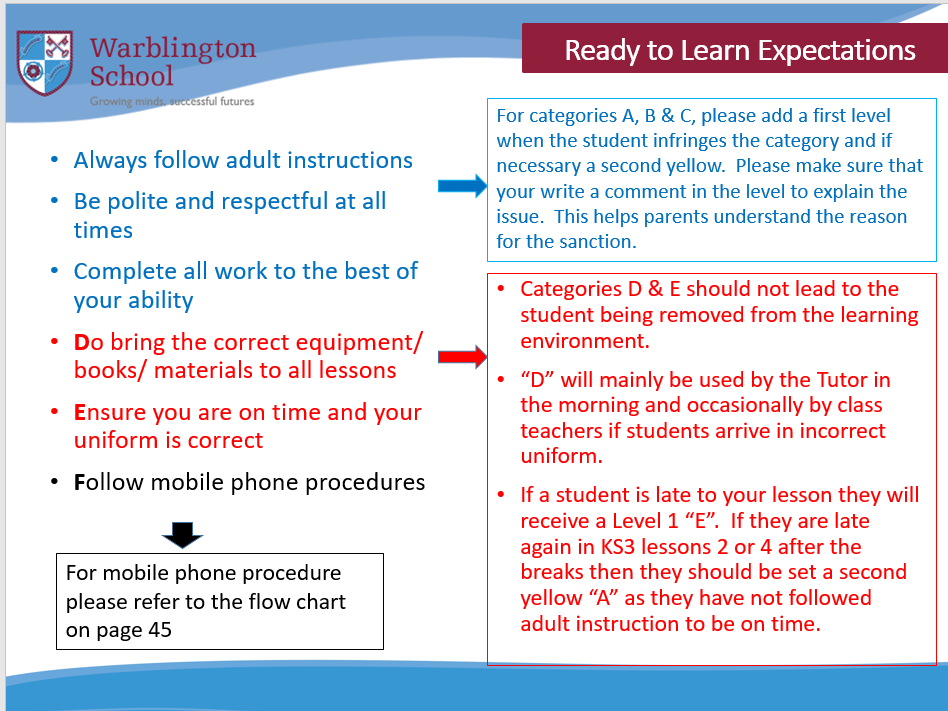 Warblington
School
Growing minds, successful futures
Ready to Learn Expectations
• Always follow adult instructions
• Be polite and respectful at all
times
• Complete all work to the best of
your ability
• Do bring the correct equipment/
books/ materials to all lessons
• Ensure you are on time and your
uniform is correct
• Follow mobile phone procedures
For mobile phone procedure
please refer to the flow chart
on page 45
For categories A, B & C, please add a first level
when the student infringes the category and if
necessary a second yellow. Please make sure that
your write a comment in the level to explain the
issue. This helps parents understand the reason
for the sanction.
• Categories D & E should not lead to the
student being removed from the learning
environment.
• “D” will mainly be used by the Tutor in
the morning and occasionally by class
teachers if students arrive in incorrect
uniform.
• If a student is late to your lesson they will
receive a Level 1 “E”. If they are late
again in KS3 lessons 2 or 4 after the
breaks then they should be set a second
yellow “A” as they have not followed
adult instruction to be on time.